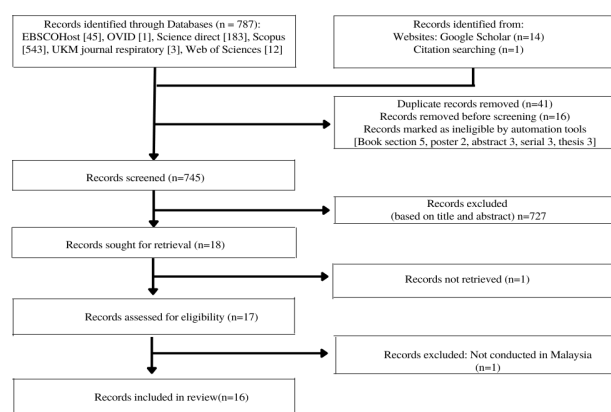 Records identified through Databases (n = 787):
EBSCOHost [45], OVID [1], Science direct [183], Scopus
[543], UKM journal respiratory [3], Web of Sciences [12]
Records identified from:
Websites: Google Scholar (n=14)
Citation searching (n=1)
Duplicate records removed (n=41)
Records removed before screening (n=16)
Records marked as ineligible by automation tools
[Book section 5, poster 2, abstract 3, serial 3, thesis 3]
Records screened (n=745)
Records excluded
(based on title and abstract) n=727
Records sought for retrieval (n=18)
Records not retrieved (n=1)
Records assessed for eligibility (n=17)
Records excluded: Not conducted in Malaysia
(n=1)
Records included in review(n=16)